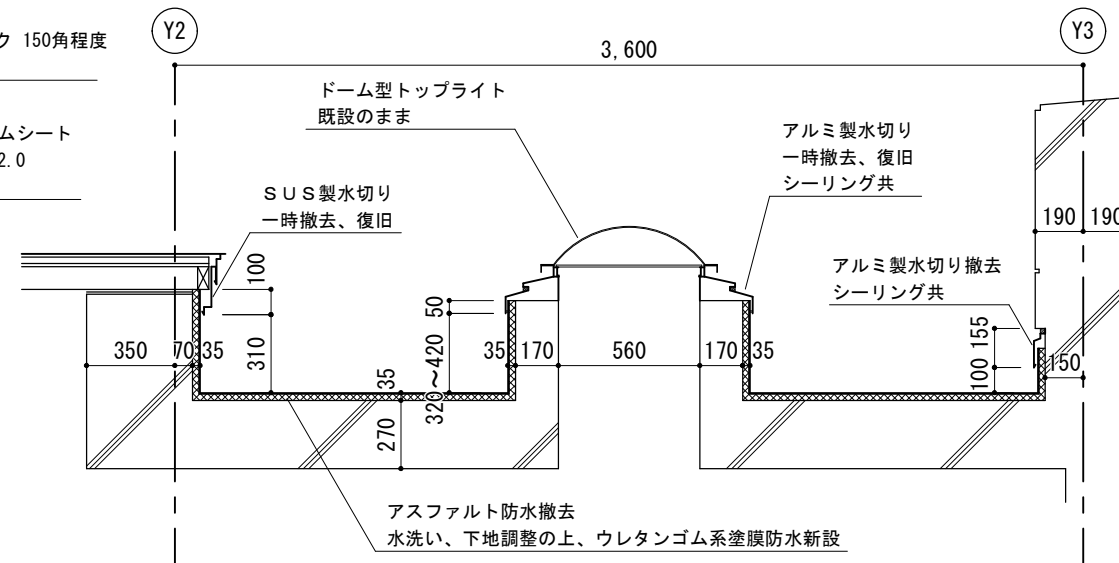 Y2
Y3
ク 150角程度
3,600
ドーム型トップライト
既設のまま
ムシート
2.0
アルミ製水切り
一時撤去、復旧
シーリング共
ＳＵＳ製水切り
一時撤去、復旧
190
190
アルミ製水切り撤去
シーリング共
100
50
155
350
70
35
310
35
320～420
35
170
560
170
35
100
150
270
アスファルト防水撤去
水洗い、下地調整の上、ウレタンゴム系塗膜防水新設